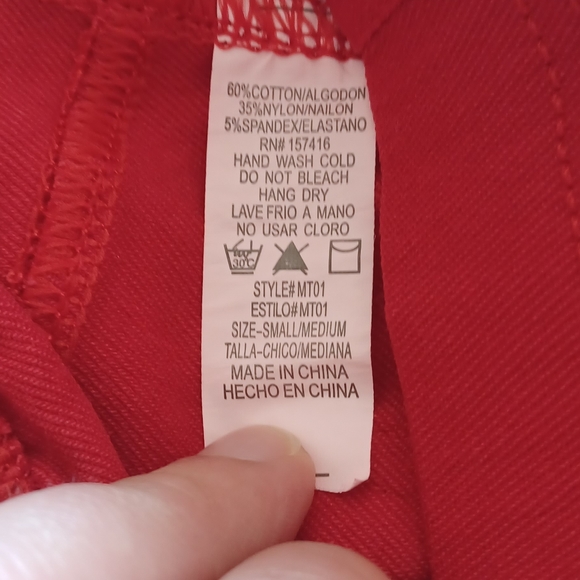 60%COTTON/ALGODON
35%NYLON/NAILON
5%SPANDEX/ELASTANO
RN# 157416
HAND WASH COLD
DO NOT BLEACH
HANG DRY
LAVE FRIO A MANO
NO USAR CLORO
30C
STYLE#MT01
ESTILO#MT01
SIZE-SMALL/MEDIUM
TALLA-CHICO/MEDIANA
MADE IN CHINA
HECHO EN CHINA